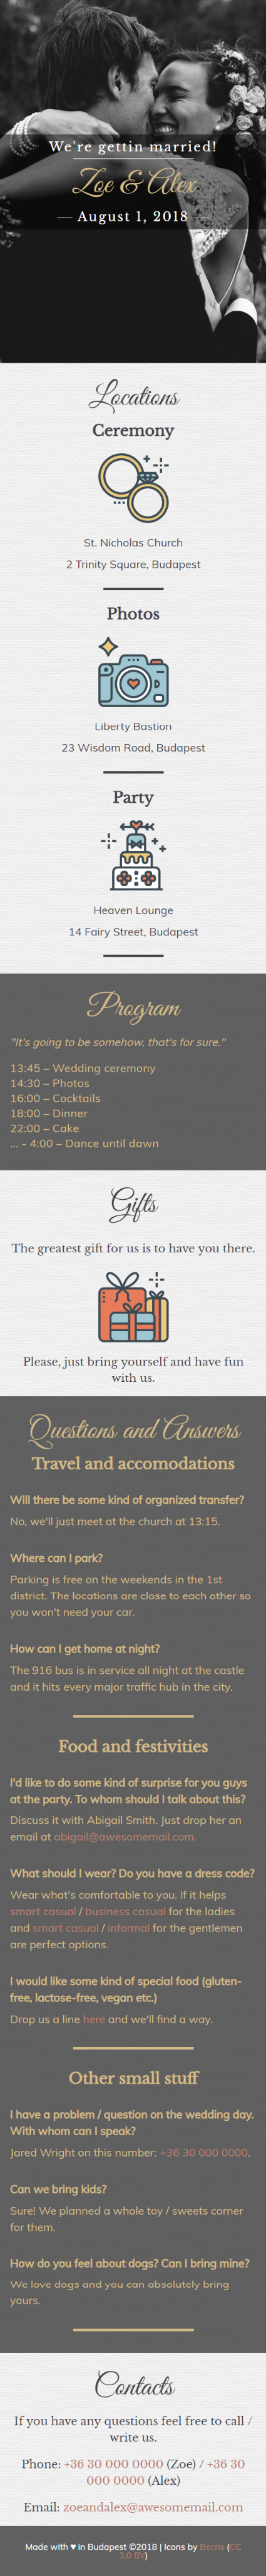 We're gettin married!
Zoe & Alex
— August 1, 2018 —
Locations
Ceremony
St. Nicholas Church
2 Trinity Square, Budapest
Photos
Liberty Bastion
23 Wisdom Road, Budapest
Party
Heaven Lounge
14 Fairy Street, Budapest
Program
"It's going to be somehow, that's for sure."
13:45 – Wedding ceremony
14:30 – Photos
16:00 – Cocktails
18:00 – Dinner
22:00 – Cake
... - 4:00 – Dance until dawn
Gifts
The greatest gift for us is to have you there.
Please, just bring yourself and have fun
with us.
Questions and Answers
Travel and accomodations
Will there be some kind of organized transfer?
No, we'll just meet at the church at 13:15.
Where can I park?
Parking is free on the weekends in the 1st
district. The locations are close to each other so
you won't need your car.
How can I get home at night?
The 916 bus is in service all night at the castle
and it hits every major traffic hub in the city.
Food and festivities
I'd like to do some kind of surprise for you guys
at the party. To whom should I talk about this?
Discuss it with Abigail Smith. Just drop her an
email at abigail@awesomemail.com.
What should I wear? Do you have a dress code?
Wear what's comfortable to you. If it helps
smart casual / business casual for the ladies
and smart casual / informal for the gentlemen
are perfect options.
I would like some kind of special food (gluten-
free, lactose-free, vegan etc.)
Drop us a line here and we'll find a way.
Other small stuff
I have a problem / question on the wedding day.
With whom can I speak?
Jared Wright on this number: +36 30 000 0000.
Can we bring kids?
Sure! We planned a whole toy / sweets corner
for them.
How do you feel about dogs? Can I bring mine?
We love dogs and you can absolutely bring
yours.
Contacts
If you have any questions feel free to call /
write us.
Phone: +36 30 000 0000 (Zoe) / +36 30
000 0000 (Alex)
Email: zoeandalex@awesomemail.com
Made with ♥ in Budapest ©2018 | Icons by Becris (CC
3.0 BY)